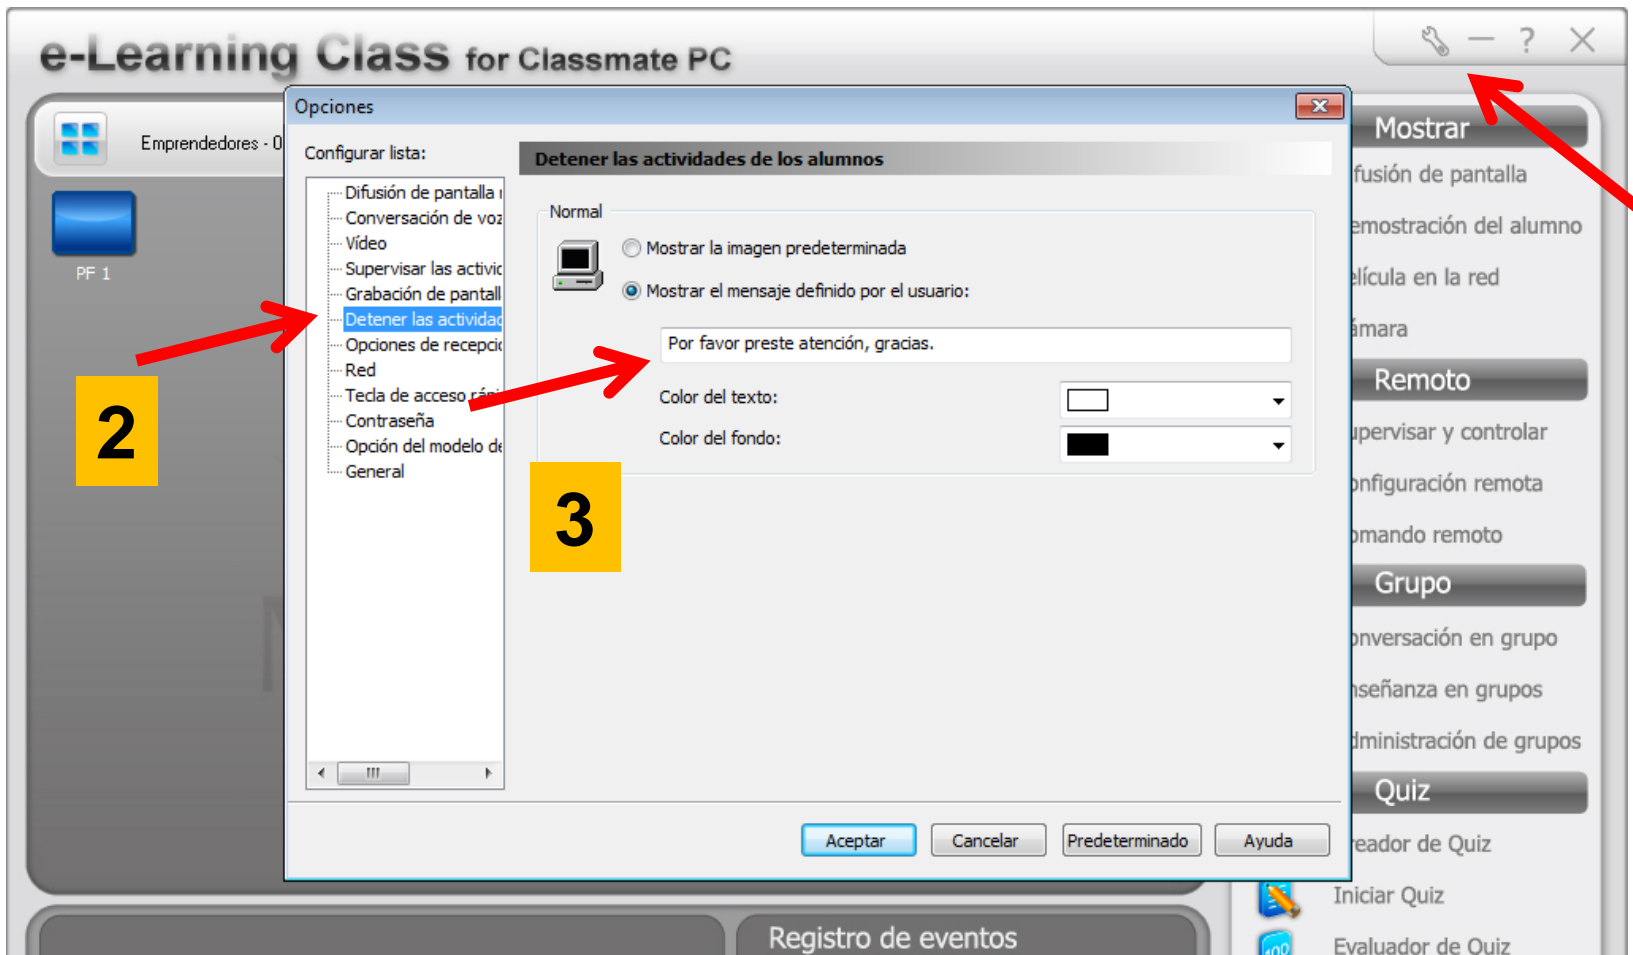 e-Learning Class for Classmate PC
?
Opciones
Emprendedores - 0
PF 1
Configurar lista:
Difusión de pantalla
Conversación de voz
Vídeo
Supervisar las
Grabación de
Detener las
Opciones de
Red
Tecla de acceso
Contraseña
Opción del modelo
General
Detener las actividades de los alumnos
Normal
Mostrar la imagen predeterminada
Mostrar el mensaje definido por el usuario:
Por favor preste atención, gracias.
Color del texto:
Color del fondo:
2
3
Aceptar
Cancelar
Predeterminado
Ayuda
Mostrar
fusión de pantalla
emostración del alumno
elícula en la red
ámara
Remoto
upervisar y controlar
onfiguración remota
omando remoto
Grupo
onversación en grupo
nseñanza en grupos
dministración de grupos
Quiz
reador de Quiz
Iniciar Quiz
100
Evaluador de Quiz
Registro de eventos